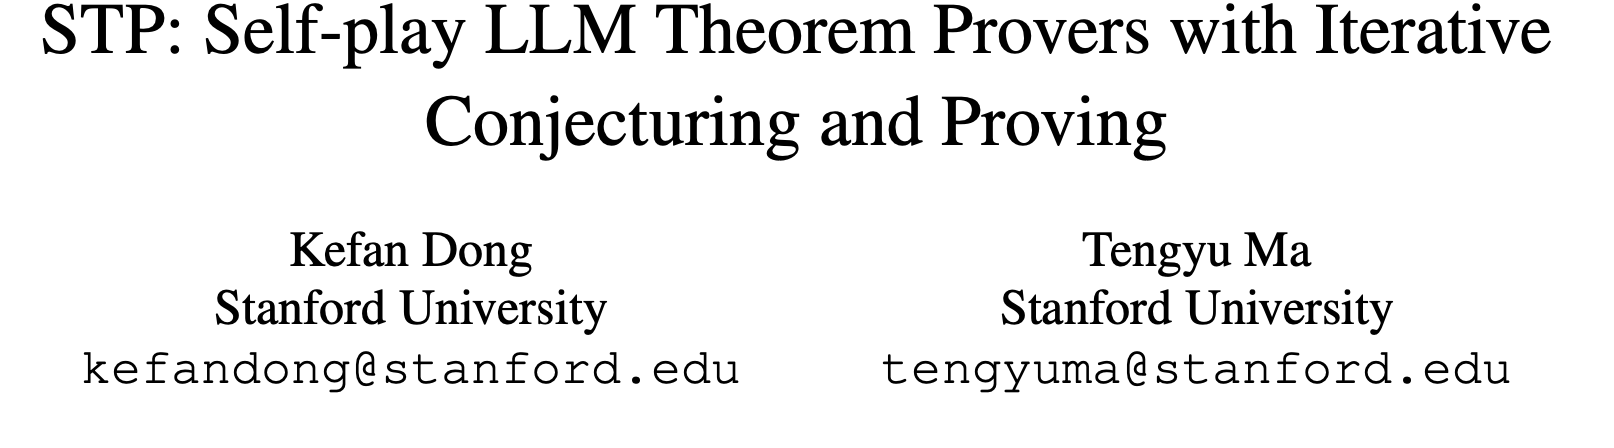 STP: Self-play LLM Theorem Provers with Iterative
Conjecturing and Proving
Kefan Dong
Stanford University
kefandong@stanford.edu
Tengyu Ma
Stanford University
tengyuma@stanford.edu